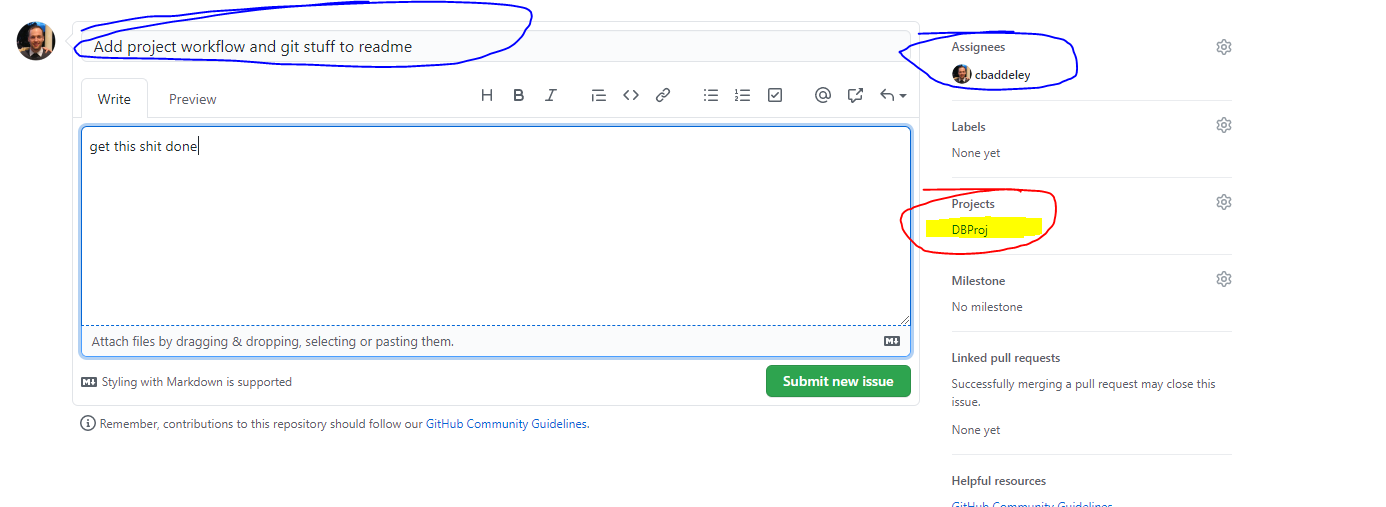 Add project workflow and git stuff to readme
Write Preview
get this shit done
Attach files by dragging & dropping, selecting or pasting them.
Styling with Markdown is supported
Submit new issue
Remember, contributions to this repository should follow our GitHub Community Guidelines.
Assignees
cbaddeley
Labels
None yet
Projects
DBProj
Milestone
No milestone
Linked pull requests
Successfully merging a pull request may close this
issue.
None yet
Helpful resources
GitHub Community Guidelines